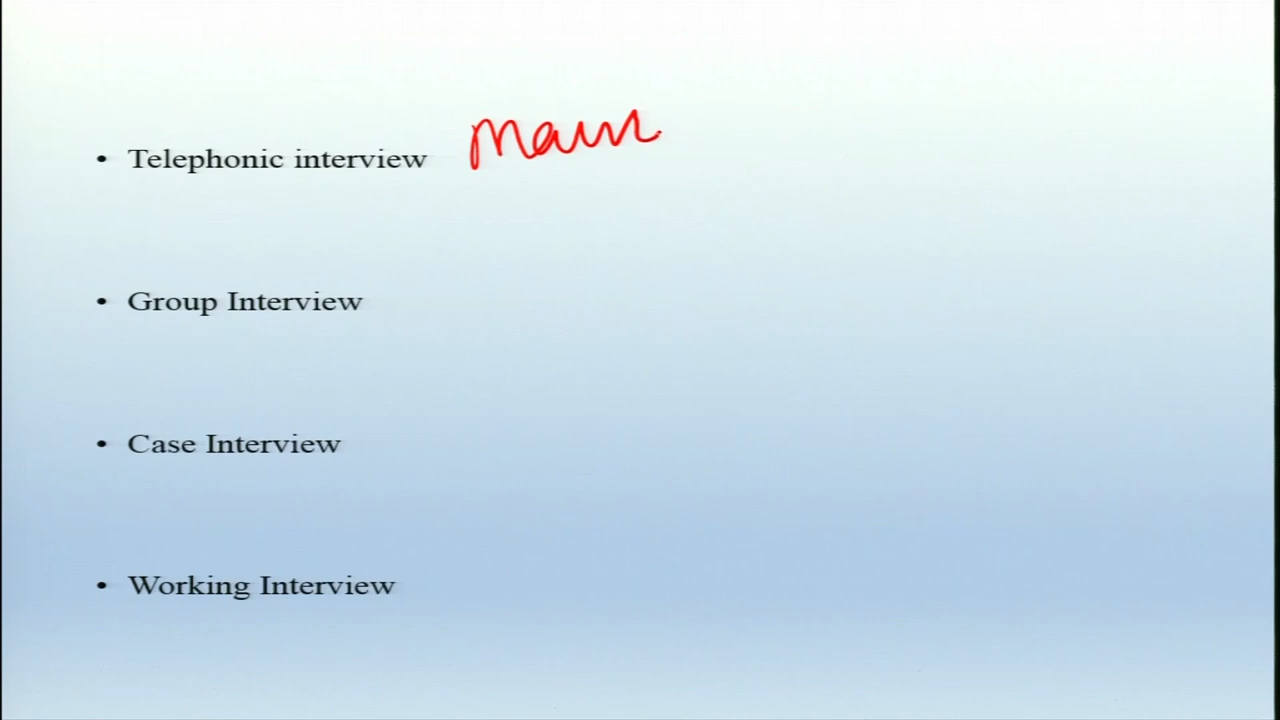 • Telephonic interview
• Group Interview
• Case Interview
• Working Interview